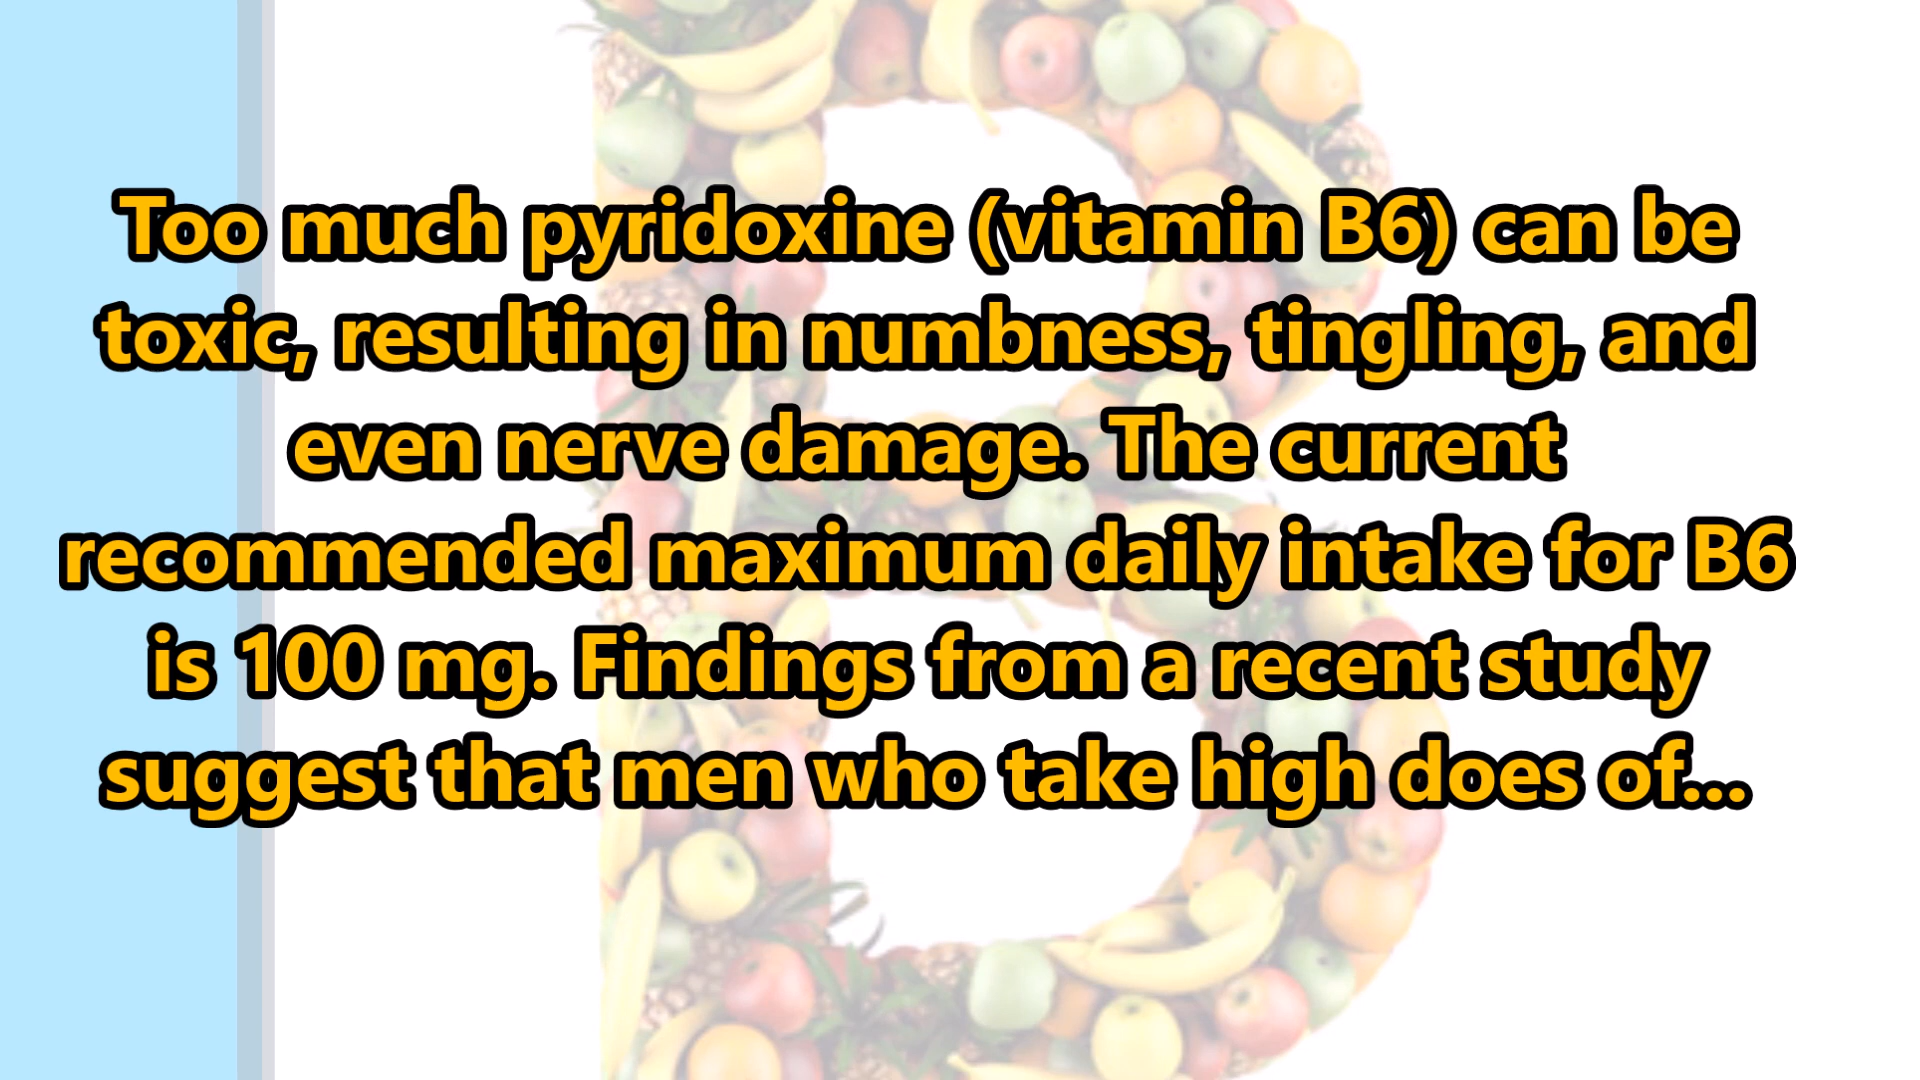 Too much pyridoxine (vitamin B6) can be
toxic, resulting in numbness, tingling, and
even nerve damage. The current
recommended maximum daily intake for B6
is 100 mg. Findings from a recent study
suggest that men who take high does of...